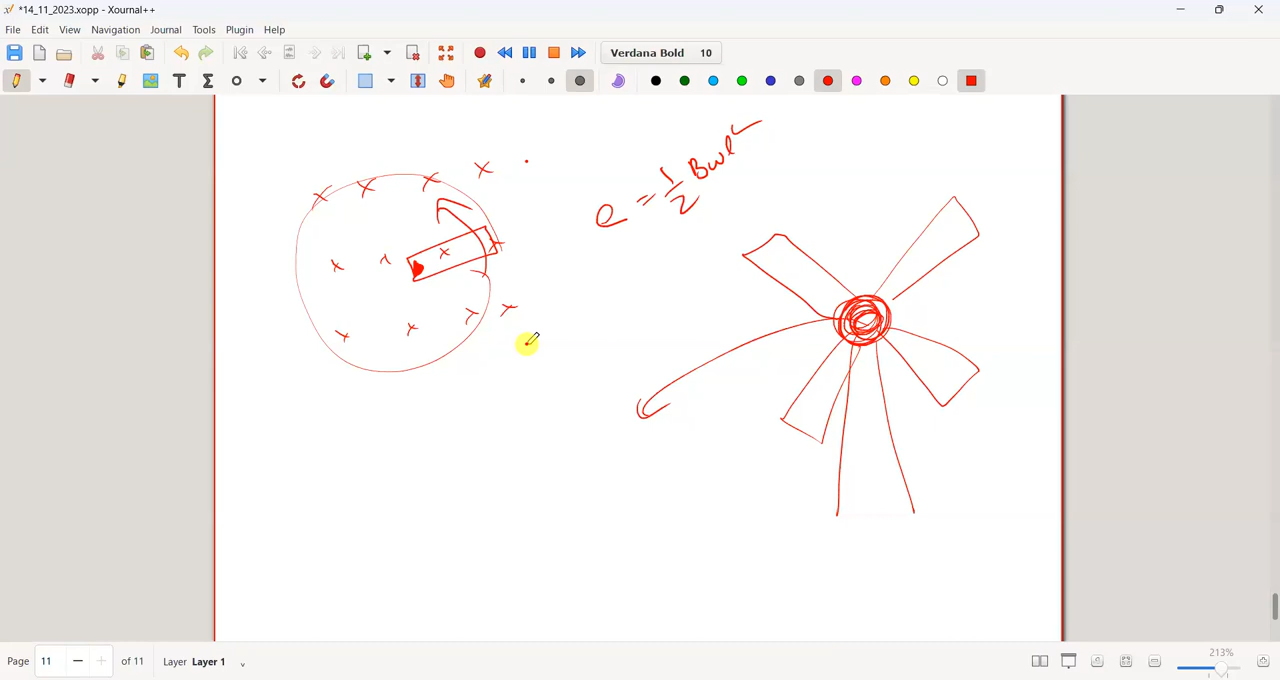 *14_11_2023.xopp - Xournal++
File Edit View Navigation Journal Tools Plugin Help
Verdana Bold 10
x x x x .
e = 1/2 Bωl²
x x x x
x x x x
Page 11 of 11 Layer Layer 1
213%